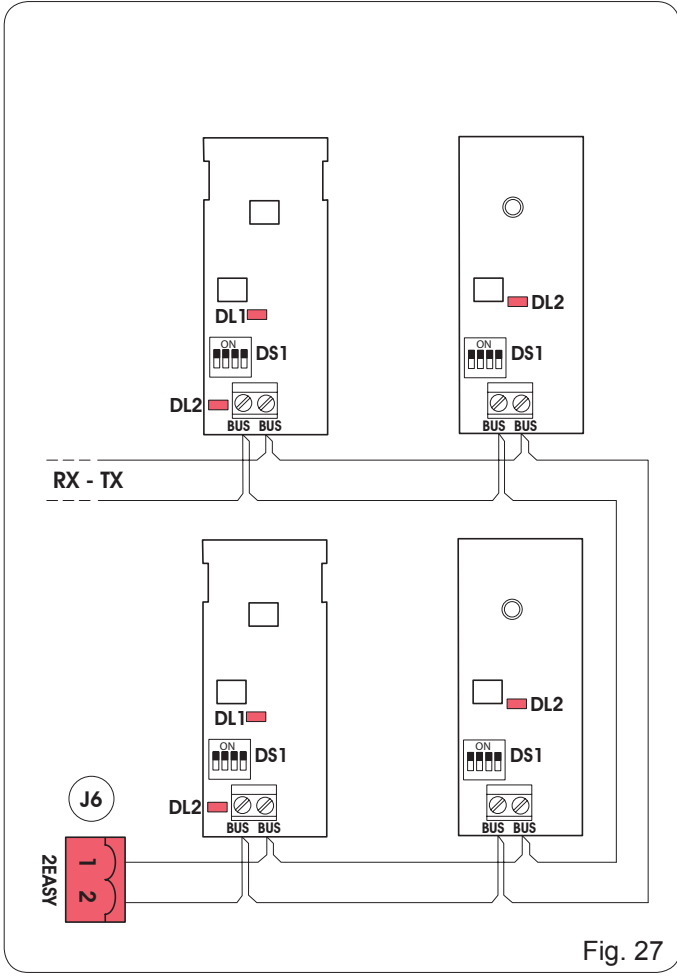 DL1
DL2
ON DS1
ON DS1
DL2
BUS BUS
BUS BUS
RX - TX
DL1
DL2
ON DS1
ON DS1
J6
DL2
BUS BUS
BUS BUS
2EASY
1
2
Fig. 27